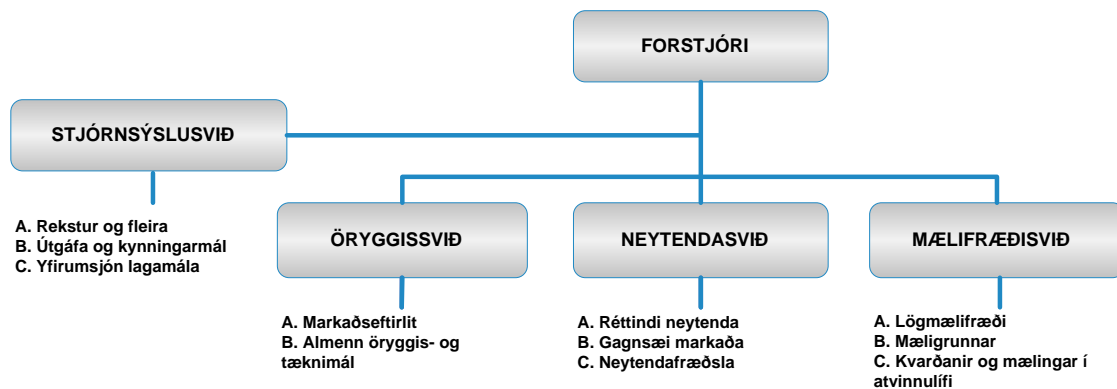 FORSTJÓRI
STJÓRNSÝSLUSVIÐ
A. Rekstur og fleira
B. Útgáfa og kynningarmál
C. Yfirumsjón lagamála
ÖRYGGISSVIÐ
NEYTENDASVIÐ
MÆLIFRÆÐISVIÐ
A. Markaðseftirlit
B. Almenn öryggis- og
tæknimál
A. Réttindi neytenda
B. Gagnsæi markaða
C. Neytendafræðsla
A. Lögmælifræði
B. Mæligrunnar
C. Kvarðanir og mælingar í
atvinnulífi